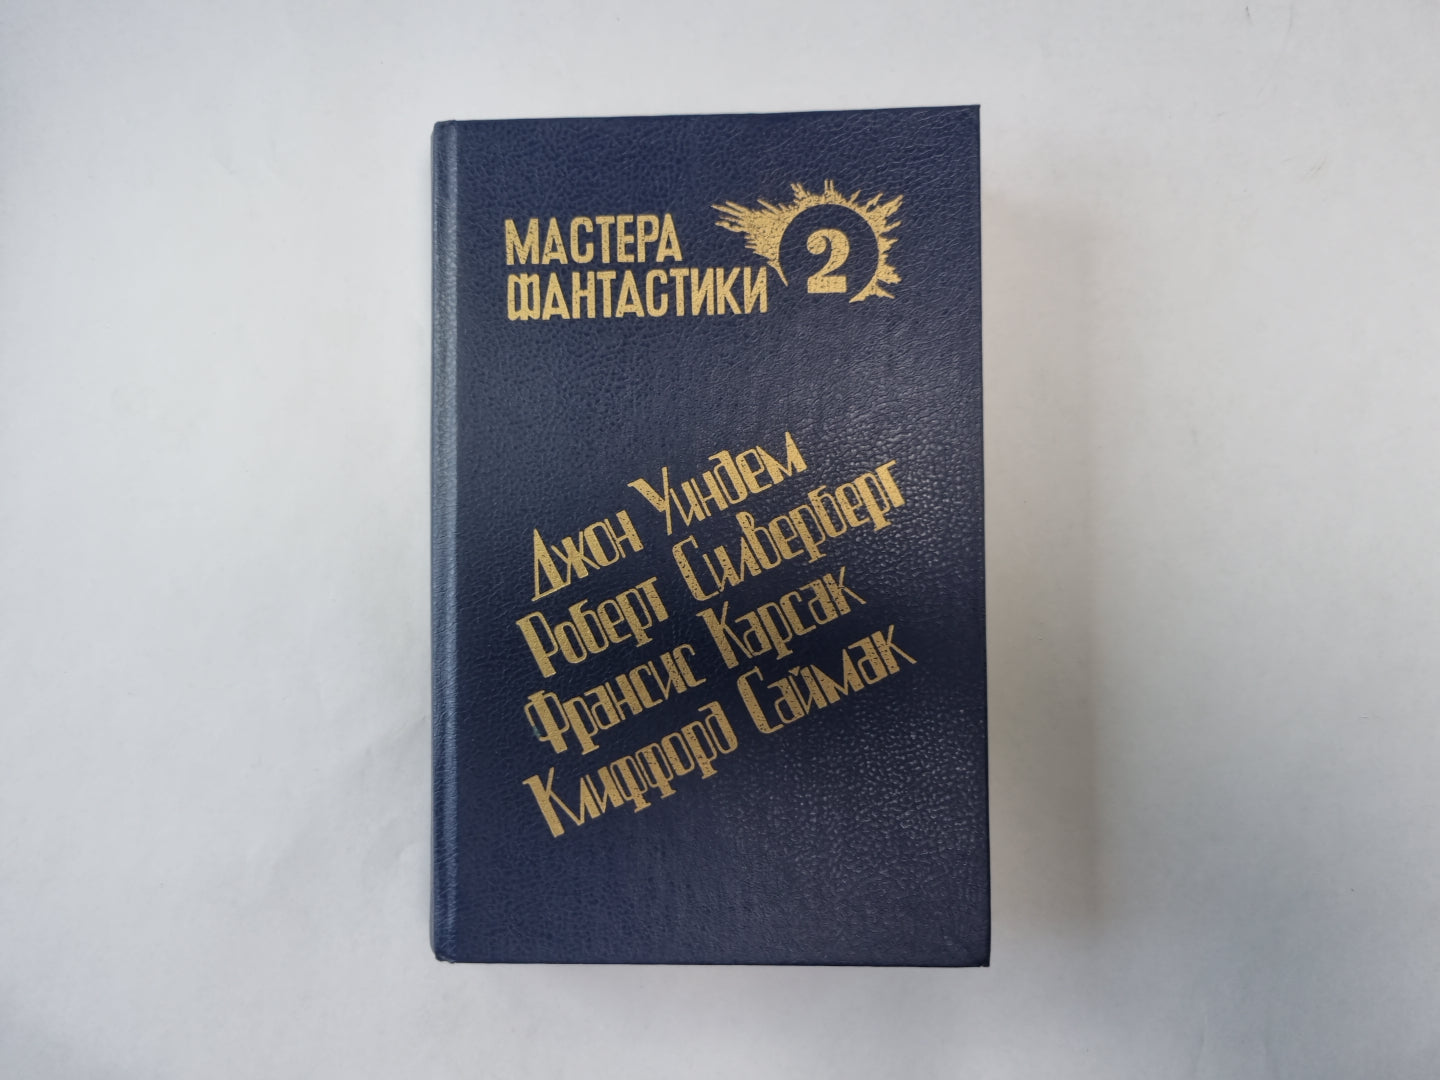 МАСТЕРА
ФАНТАСТИКИ
2
Джон Уиндем
Роберт Силверберг
Франсис Карсак
Клиффорд Саймак